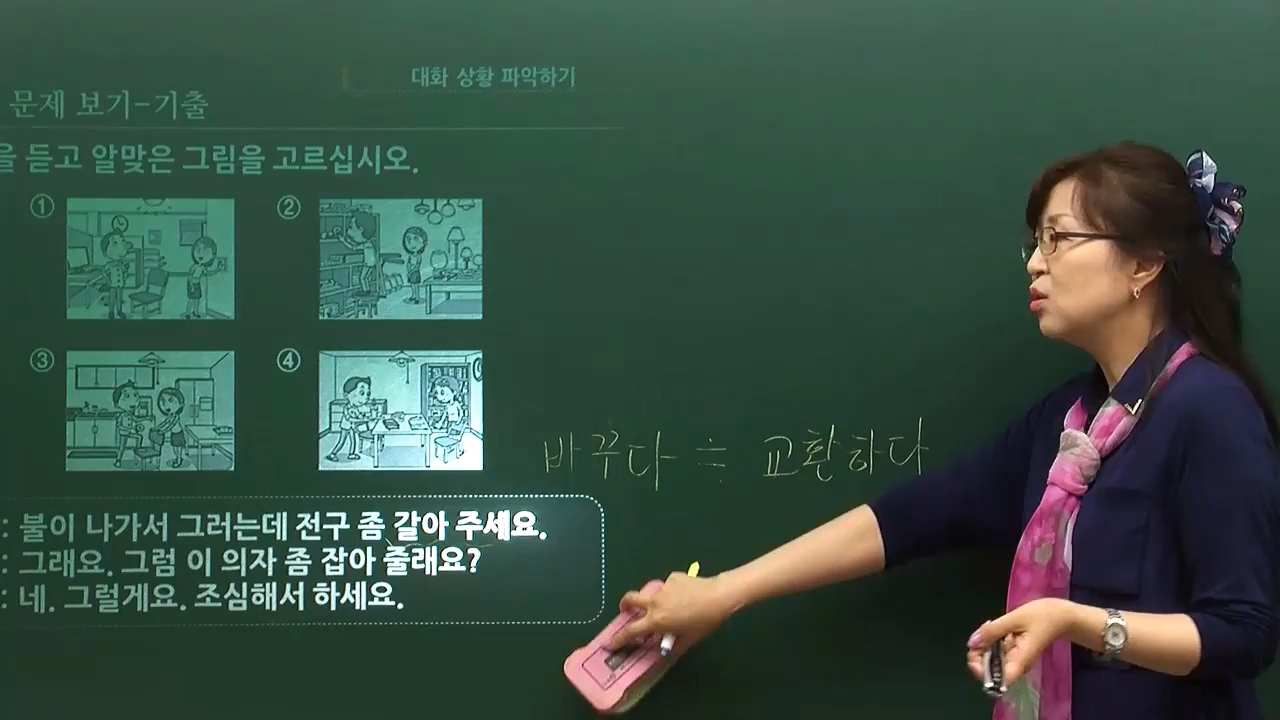 대화 상황 파악하기
문제 보기-기출
을 듣고 알맞은 그림을 고르십시오.
① ②
③ ④
바꾸다 ≒ 교환하다
: 불이 나가서 그러는데 전구 좀 갈아 주세요.
: 그래요. 그럼 이 의자 좀 잡아 줄래요?
: 네. 그럴게요. 조심해서 하세요.